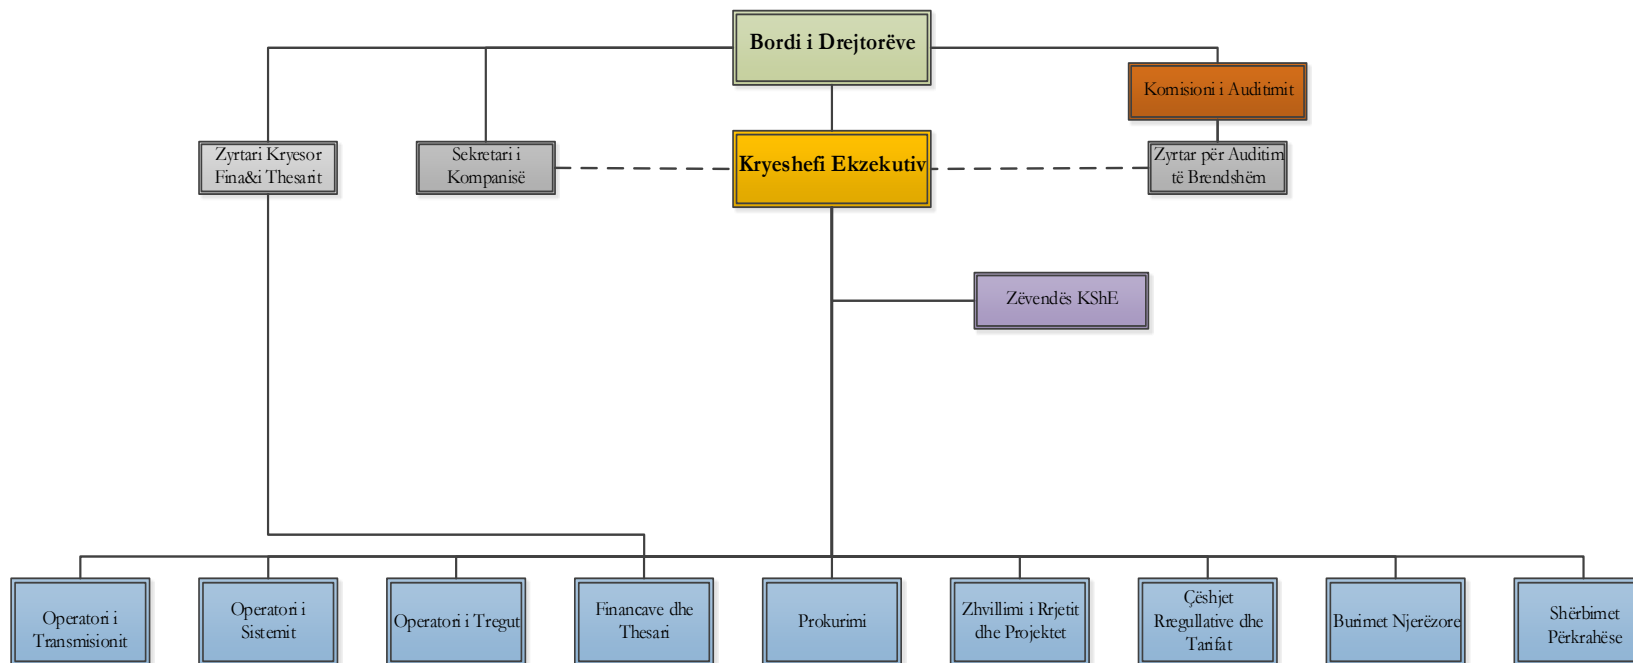 Bordi i Drejtorëve
Komisioni i Auditimit
Zyrtari Kryesor
Fina&i Thesarit
Sekretari i
Kompanisë
Kryeshefi Ekzekutiv
Zyrtar për Auditim
të Brendshëm
Zëvendës KShE
Operatori i
Transmisionit
Operatori i
Sistemit
Operatori i Tregut
Financave dhe
Thesari
Prokurimi
Zhvillimi i Rrjetit
dhe Projektet
Çështjet
Rregullative dhe
Tarifat
Burimet Njerëzore
Shërbimet
Përkrahëse